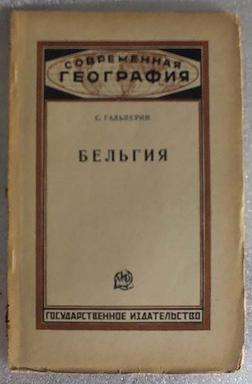 СОВРЕМЕННАЯ
ГЕОГРАФИЯ
С. ГАЛЬПЕРИН
БЕЛЬГИЯ
ГОСУДАРСТВЕННОЕ ИЗДАТЕЛЬСТВО